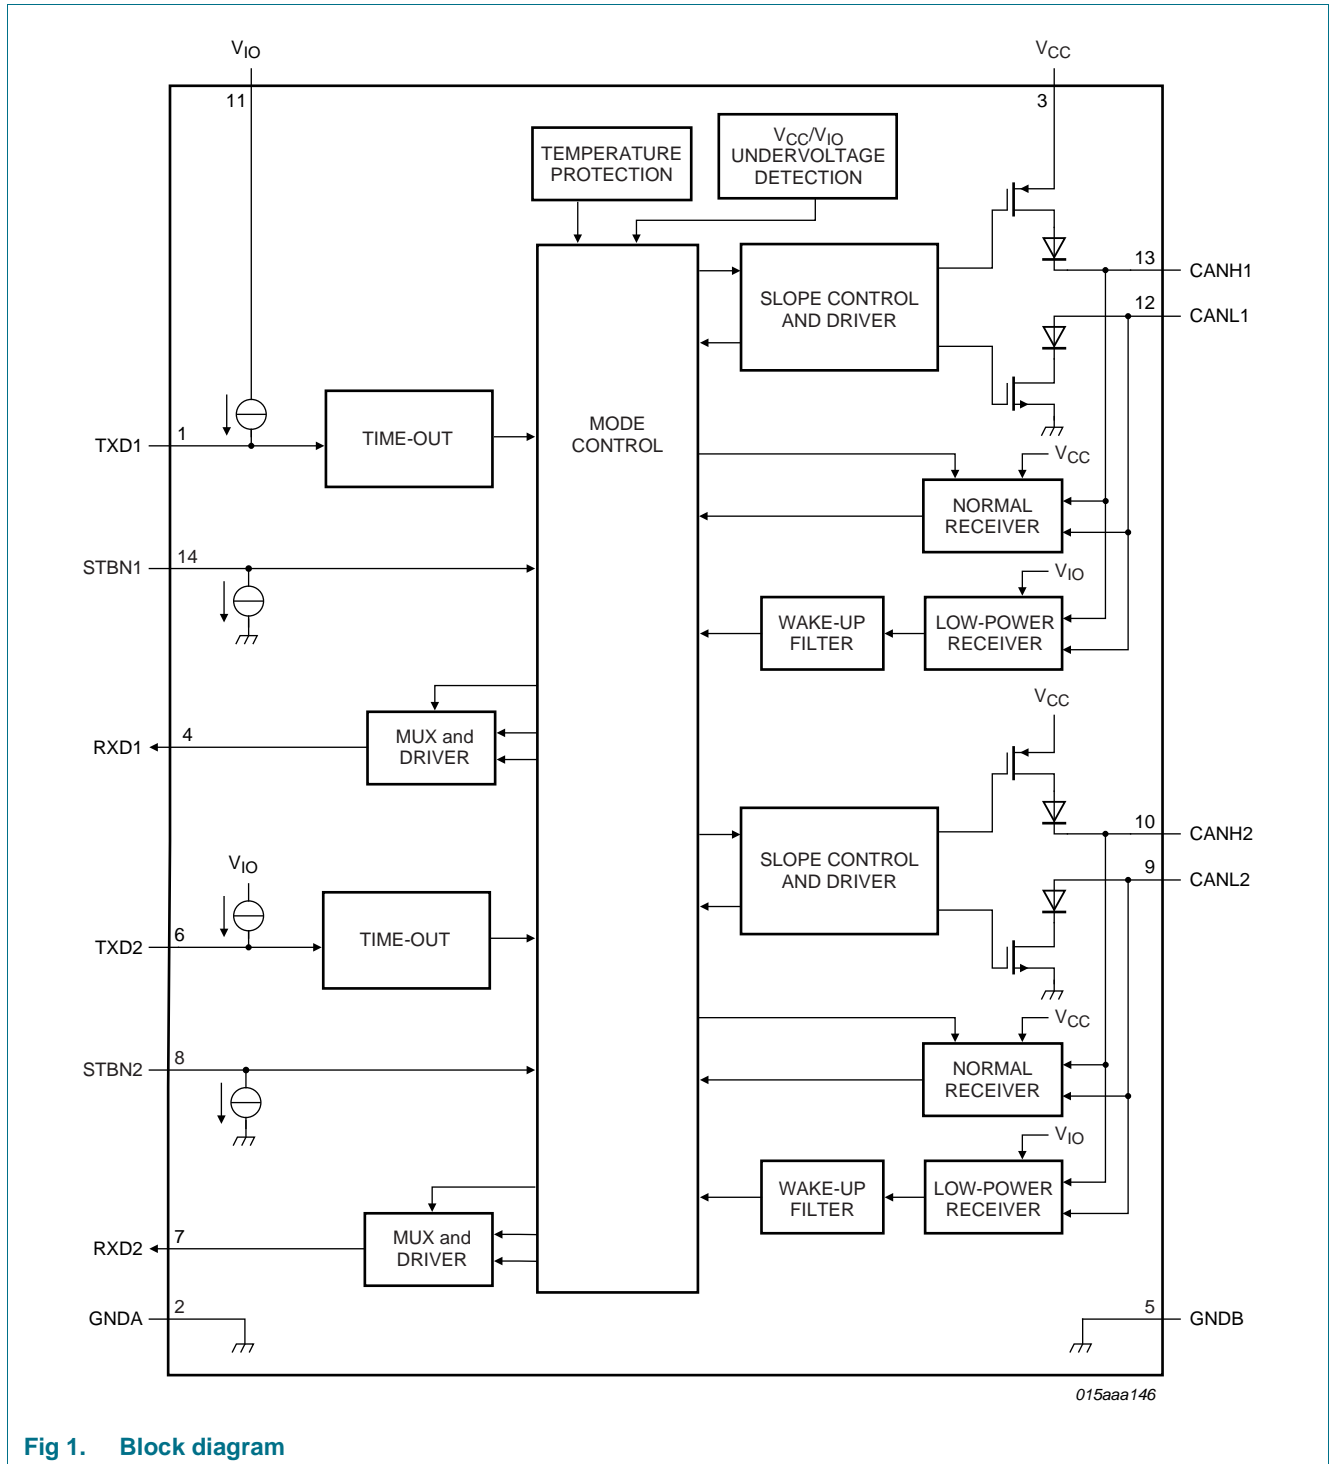 VIO
VCC
11
3
TEMPERATURE
PROTECTION
VCC/VIO
UNDERVOLTAGE
DETECTION
13
CANH1
SLOPE CONTROL
AND DRIVER
12
CANL1
MODE
CONTROL
TXD1
1
TIME-OUT
VCC
NORMAL
RECEIVER
STBN1
14
VIO
WAKE-UP
FILTER
LOW-POWER
RECEIVER
VCC
RXD1
4
MUX and
DRIVER
10
CANH2
SLOPE CONTROL
AND DRIVER
9
CANL2
VIO
TXD2
6
TIME-OUT
VCC
STBN2
8
NORMAL
RECEIVER
VIO
WAKE-UP
FILTER
LOW-POWER
RECEIVER
RXD2
7
MUX and
DRIVER
GNDA
2
5
GNDB
015aaa146
Fig 1. Block diagram